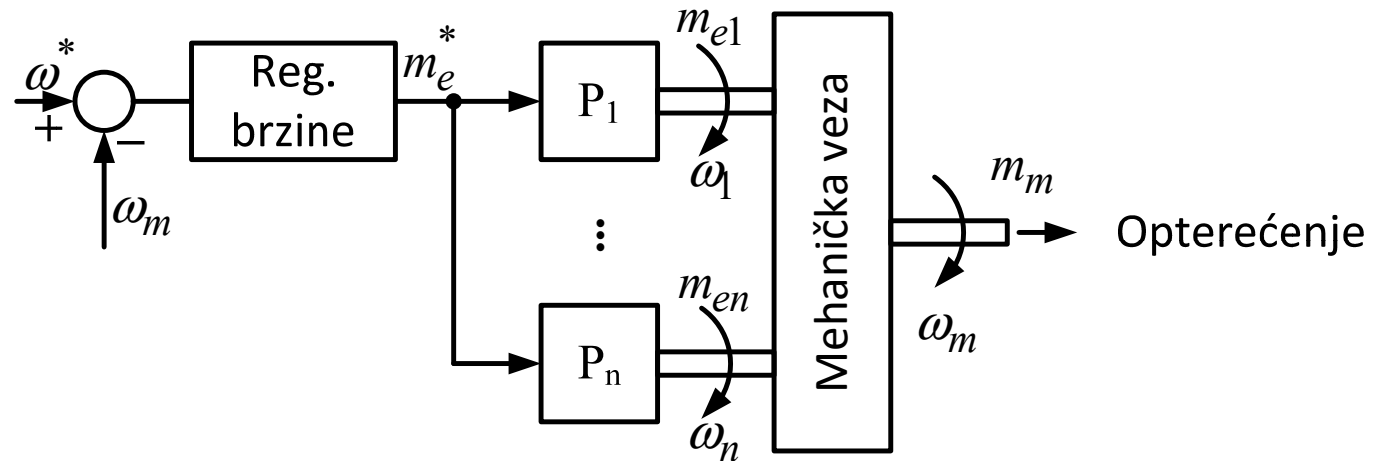 ω*
+
−
ωm
Reg.
brzine
me*
P1
me1
ω1
⋮
Pn
men
ωn
Mehanička veza
mm
ωm
Opterećenje